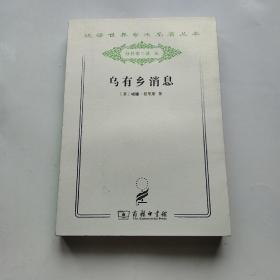 汉译世界学术名著丛书
乌有乡消息
〔英〕威廉·莫里斯 著
商务印书馆